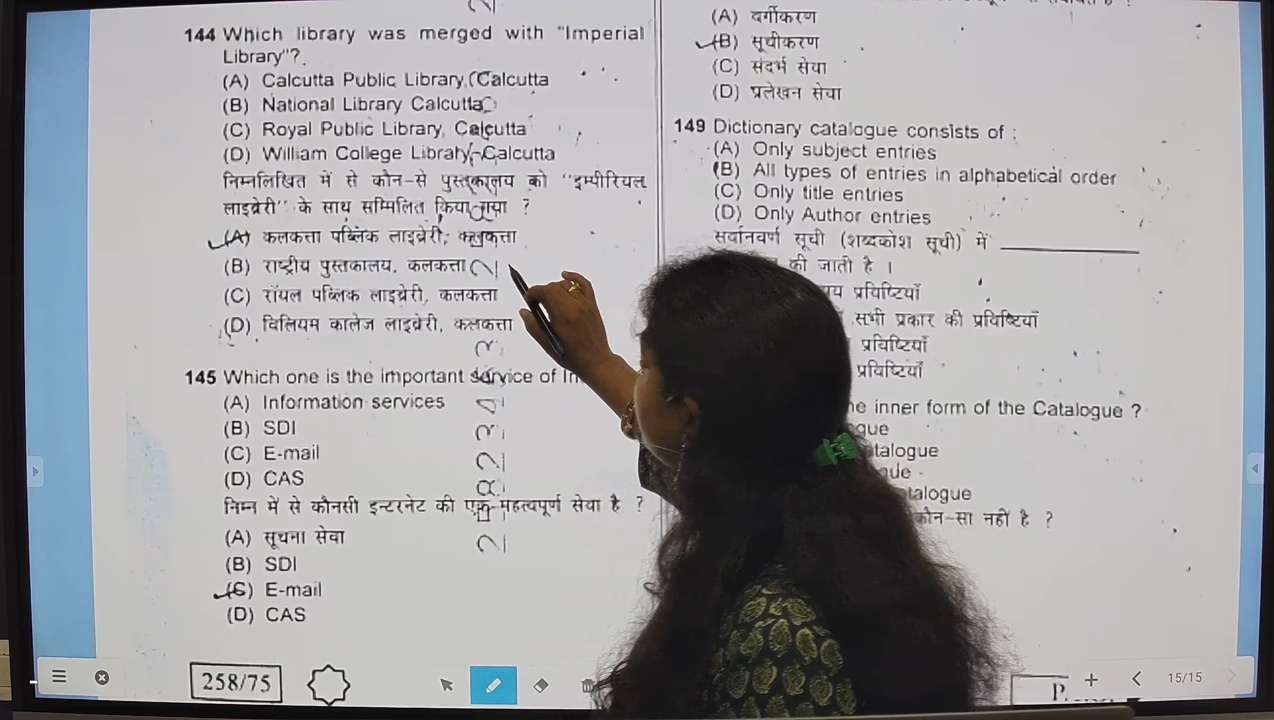 144 Which library was merged with "Imperial
Library"?
(A) Calcutta Public Library, Calcutta
(B) National Library Calcutta
(C) Royal Public Library, Calcutta
(D) William College Library, Calcutta
निम्नलिखित में से कौन-से पुस्तकालय को "इम्पीरियल
लाइब्रेरी" के साथ सम्मिलित किया गया ?
(A) कलकत्ता पब्लिक लाइब्रेरी, कलकत्ता
(B) राष्ट्रीय पुस्तकालय, कलकत्ता
(C) रॉयल पब्लिक लाइब्रेरी, कलकत्ता
(D) विलियम कालेज लाइब्रेरी, कलकत्ता
145 Which one is the important service of In
(A) Information services
(B) SDI
(C) E-mail
(D) CAS
निम्न में से कौनसी इन्टरनेट की एक महत्वपूर्ण सेवा है ?
(A) सूचना सेवा
(B) SDI
(C) E-mail
(D) CAS
258/75
(A) वर्गीकरण
(B) सूचीकरण
(C) संदर्भ सेवा
(D) प्रलेखन सेवा
149 Dictionary catalogue consists of :
(A) Only subject entries
(B) All types of entries in alphabetical order
(C) Only title entries
(D) Only Author entries
सर्वानवर्ण सूची (शब्दकोश सूची) में
की जाती है ।
प्रविष्टियाँ
सभी प्रकार की प्रविष्टियाँ
प्रविष्टियाँ
प्रविष्टियाँ
e inner form of the Catalogue ?
gue
talogue
gue
talogue
कौन-सा नहीं है ?
15/15